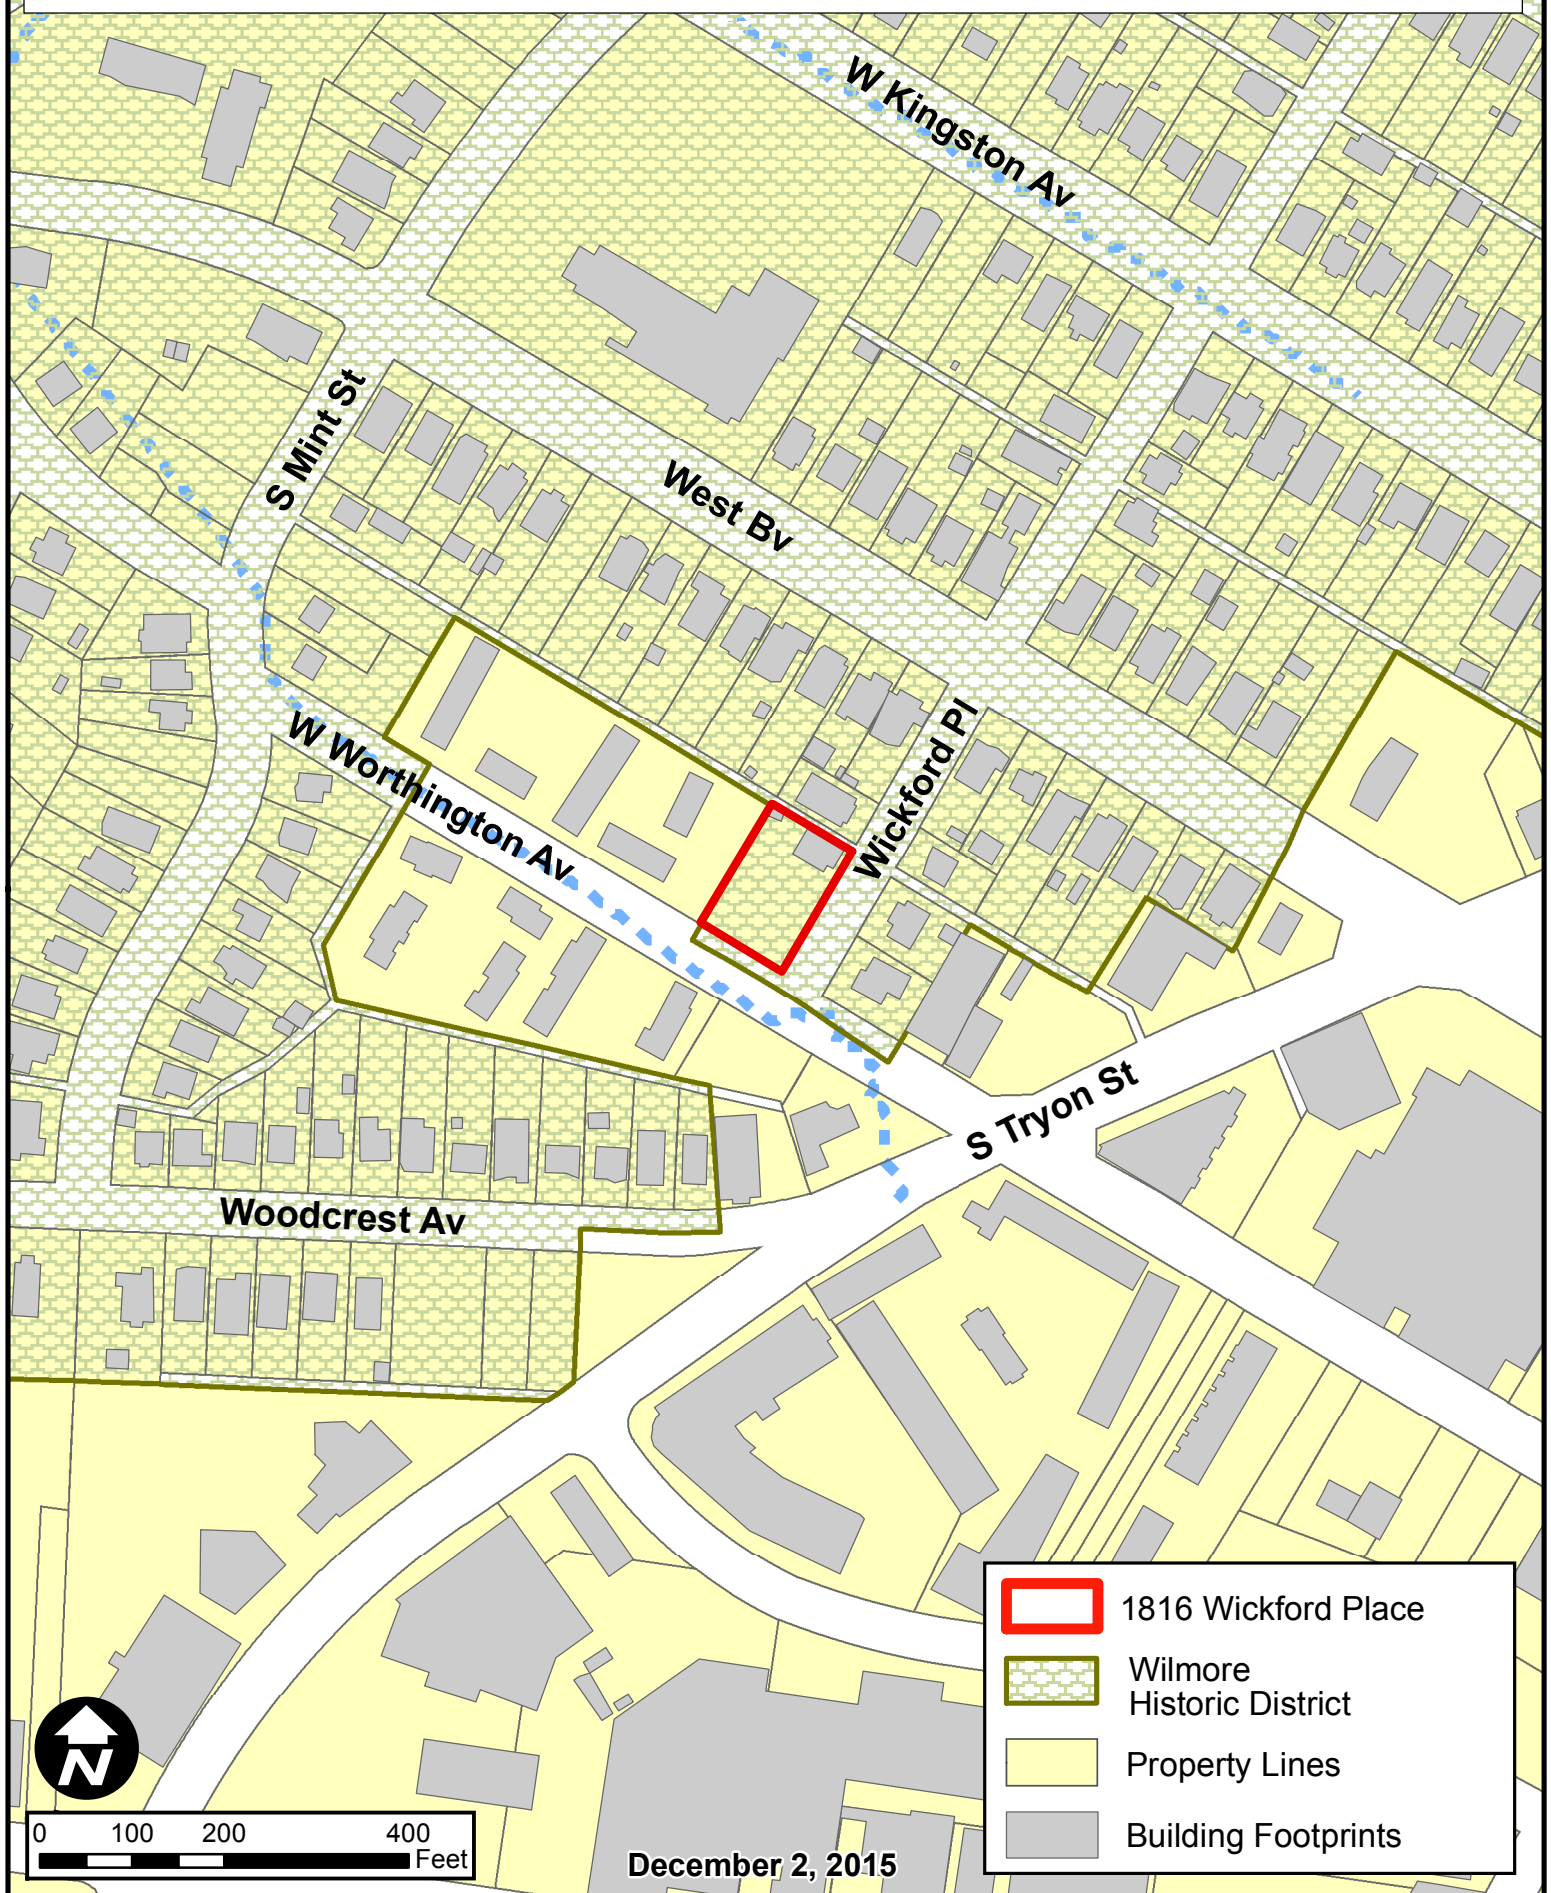 W Kingston Av
S Mint St
West Bv
Wickford Pl
W Worthington Av
S Tryon St
Woodcrest Av
1816 Wickford Place
Wilmore
Historic District
Property Lines
Building Footprints
N
0 100 200 400
Feet
December 2, 2015